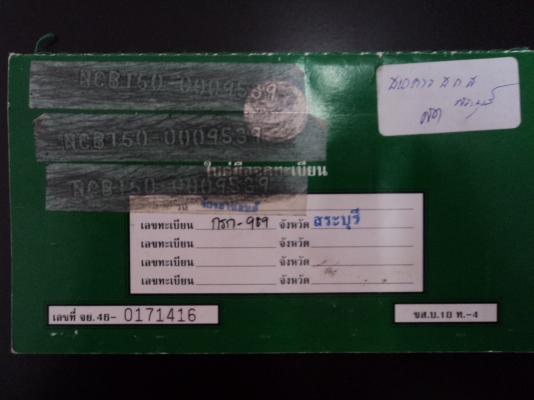 NCB150-0009539
NCB150-0009539
NCB150-0009539
ใบคู่มือจดทะเบียน
เลขทะเบียน กรก-989 จังหวัด สระบุรี
เลขทะเบียน จังหวัด
เลขทะเบียน จังหวัด
เลขทะเบียน จังหวัด
เลขที่ จย.46- 0171416
ขส.บ.18 ท.-4